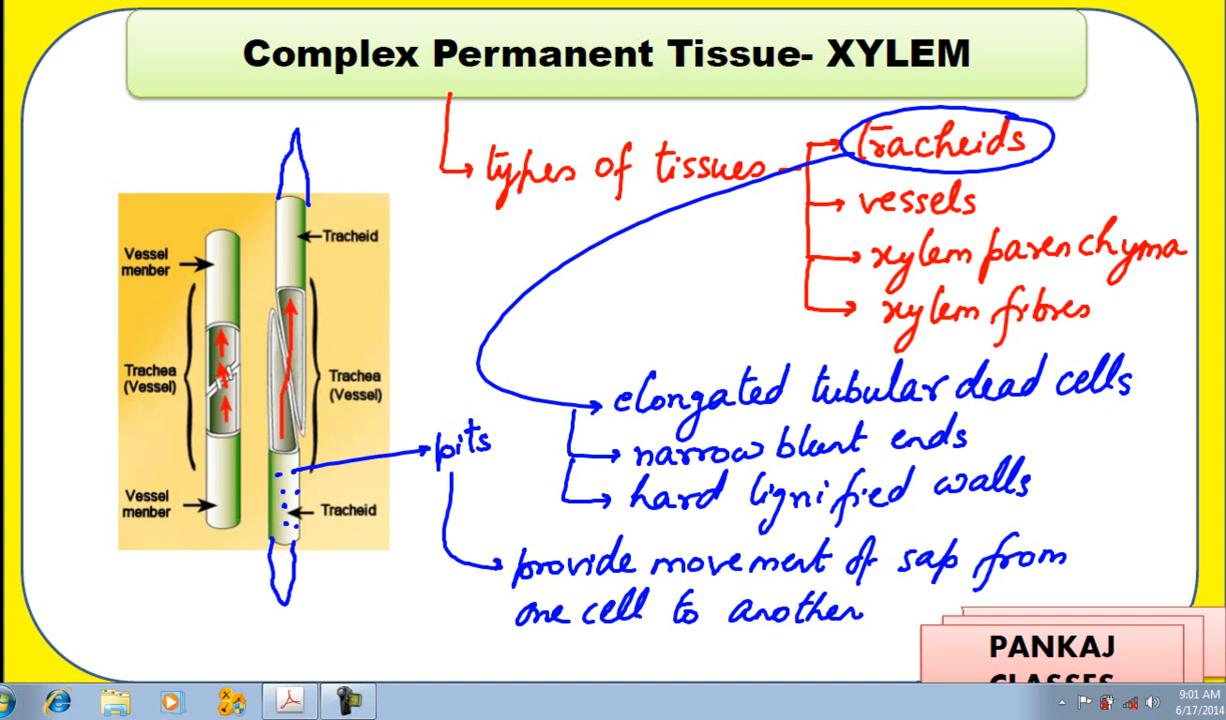 Complex Permanent Tissue- XYLEM
types of tissues
tracheids
vessels
xylem parenchyma
xylem fibres
Vessel
menber
Tracheid
Trachea
(Vessel)
Trachea
(Vessel)
Vessel
menber
Tracheid
pits
elongated tubular dead cells
narrow blunt ends
hard lignified walls
provide movement of sap from
one cell to another
PANKAJ
CLASSES
9:01 AM
6/17/2014